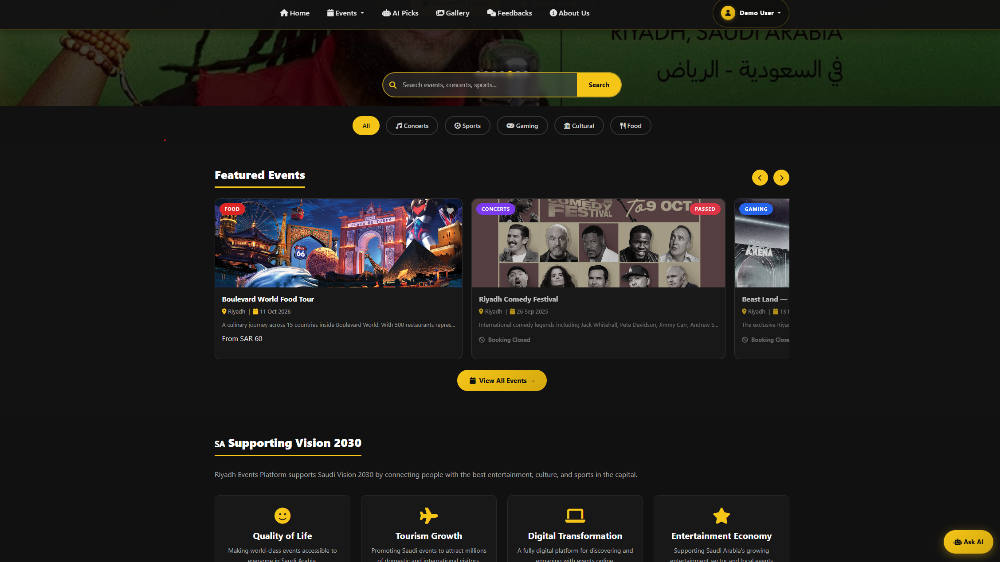 Home
Events
AI Picks
Gallery
Feedbacks
About Us
Demo User
RIYADH, SAUDI ARABIA
في السعودية - الرياض
Search events, concerts, sports...
Search
All
Concerts
Sports
Gaming
Cultural
Food
Featured Events
FOOD
PLAZA DE TOROS
66
Boulevard World Food Tour
Riyadh | 11 Oct 2026
A culinary journey across 15 countries inside Boulevard World. With 500 restaurants repres...
From SAR 60
CONCERTS
COMEDY
FESTIVAL
To 9 OCT
PASSED
Riyadh Comedy Festival
Riyadh | 26 Sep 2025
International comedy legends including Jack Whitehall, Pete Davidson, Jimmy Carr, Andrew S...
Booking Closed
GAMING
BEAST
ARENA
Beast Land —
Riyadh | 13
The exclusive
Booking
View All Events →
SA Supporting Vision 2030
Riyadh Events Platform supports Saudi Vision 2030 by connecting people with the best entertainment, culture, and sports in the capital.
Quality of Life
Making world-class events accessible to
everyone in Saudi Arabia
Tourism Growth
Promoting Saudi events to attract millions
of domestic and international visitors
Digital Transformation
A fully digital platform for discovering and
engaging with events online
Entertainment Economy
Supporting Saudi Arabia's growing
entertainment sector and local events
Ask AI